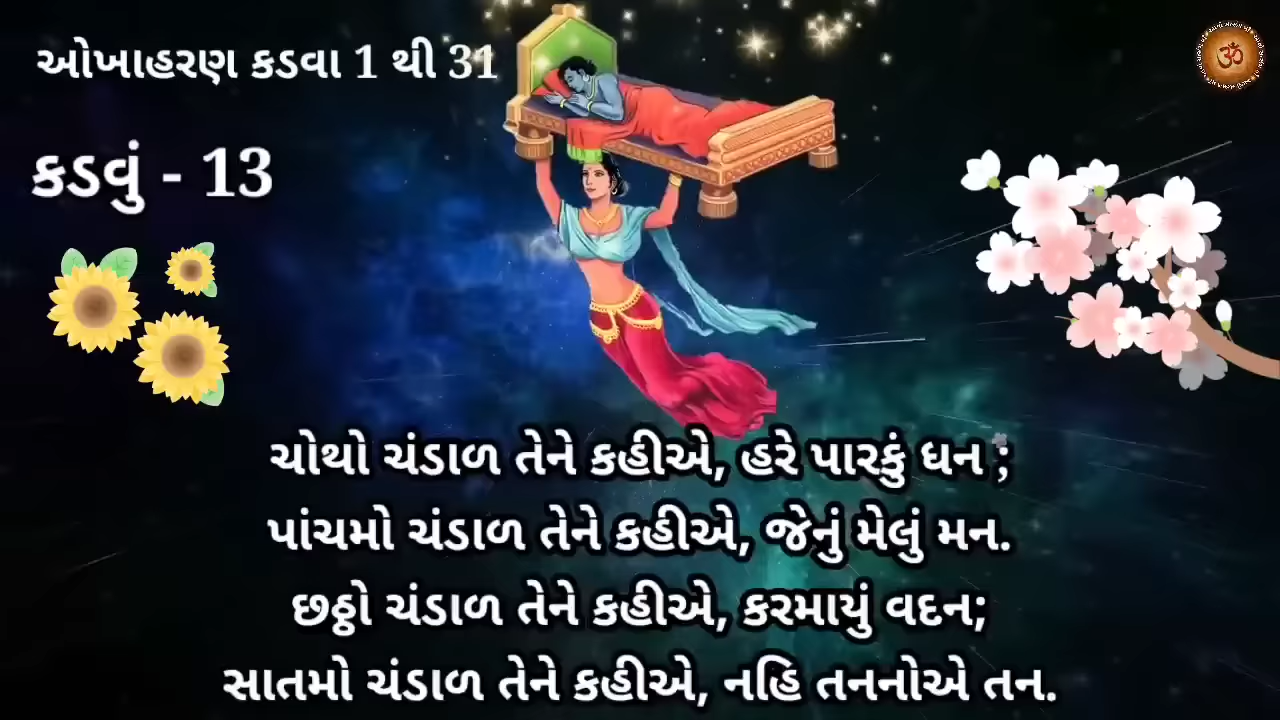 ઓખાહરણ કડવા 1 થી 31
કડવું - 13
ચોથો ચંડાળ તેને કહીએ, હરે પારકું ધન ;
પાંચમો ચંડાળ તેને કહીએ, જેનું મેલું મન.
છઠ્ઠો ચંડાળ તેને કહીએ, કરમાયું વદન;
સાતમો ચંડાળ તેને કહીએ, નહિ તનનોએ તન.
ૐ